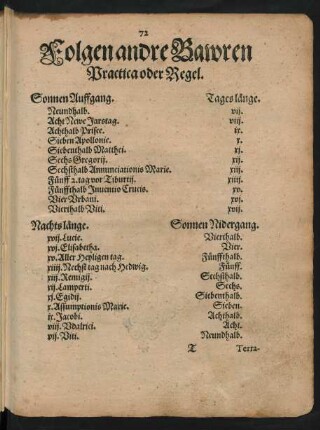 72
Folgen andre Bawren
Practica oder Regel.
Sonnen Auffgang. Tages länge.
Neundhalb. vij.
Acht Newe Jarstag. viij.
Achthalb Prisce. ix.
Sieben Apollonie. x.
Siebenthalb Matthei. xj.
Sechs Gregorij. xij.
Sechsthalb Annunciationis Marie. xiij.
Fünff 2. tag vor Tiburtij. xiiij.
Fünffthalb Inuentio Crucis. xv.
Vier Vrbani. xvj.
Vierthalb Viti. xvij.
Nachts länge. Sonnen Nidergang.
xvij. Lucie. Vierthalb.
xvj. Elisabetha. Vier.
xv. Aller Heyligen tag. Fünffthalb.
xiiij. Nechst tag nach Hedwig. Fünff.
xiij. Remigij. Sechsthalb.
xij. Lamperti. Sechs.
xj. Egidij. Siebenthalb.
x. Assumptionis Marie. Sieben.
ix. Jacobi. Achthalb.
viij. Vdalrici. Acht.
vij. Viti. Neundhalb.
T Terra-